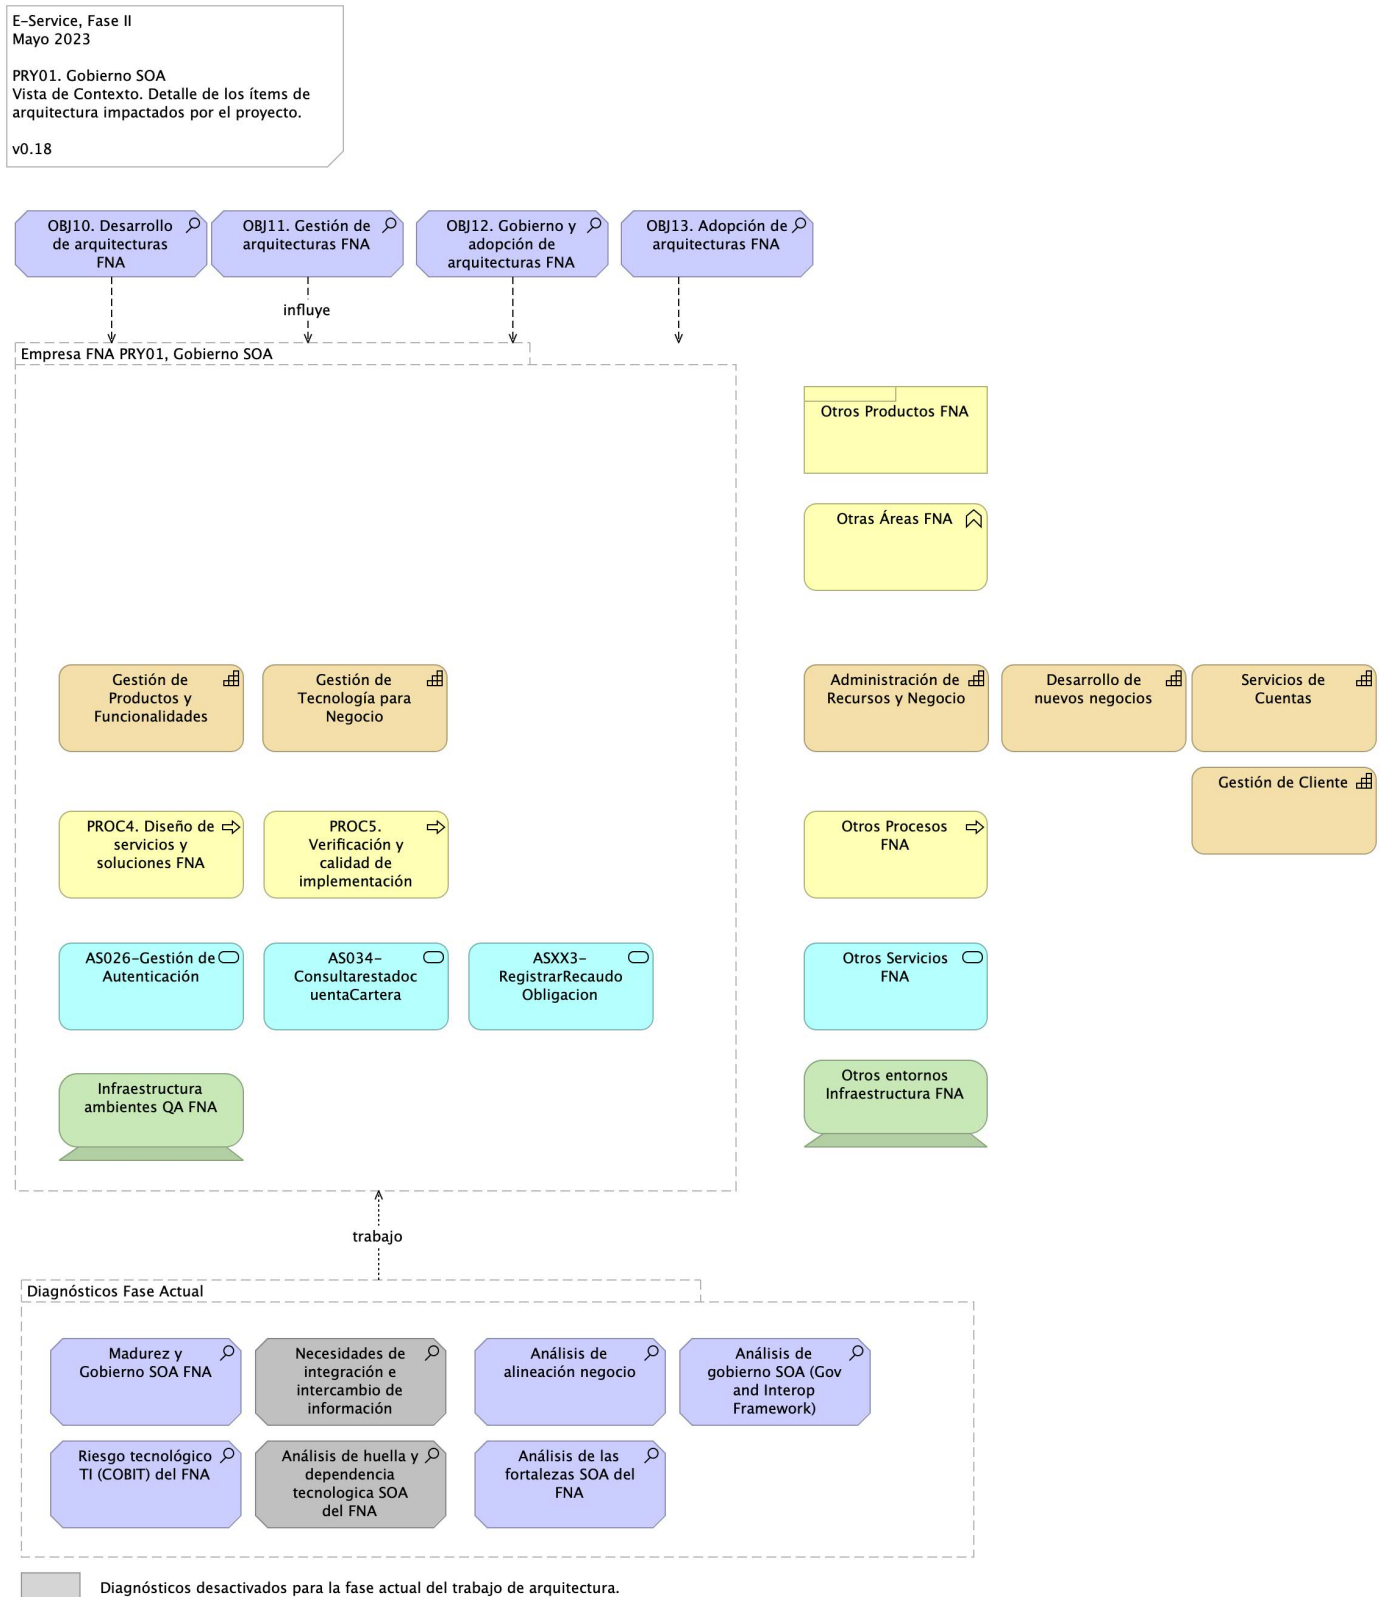 E-Service, Fase II
Mayo 2023
PRY01. Gobierno SOA
Vista de Contexto. Detalle de los ítems de
arquitectura impactados por el proyecto.
v0.18
OBJ10. Desarrollo
de arquitecturas
FNA
OBJ11. Gestión de
arquitecturas FNA
OBJ12. Gobierno y
adopción de
arquitecturas FNA
OBJ13. Adopción de
arquitecturas FNA
influye
Empresa FNA PRY01, Gobierno SOA
Otros Productos FNA
Otras Áreas FNA
Gestión de
Productos y
Funcionalidades
Gestión de
Tecnología para
Negocio
Administración de
Recursos y Negocio
Desarrollo de
nuevos negocios
Servicios de
Cuentas
Gestión de Cliente
PROC4. Diseño de
servicios y
soluciones FNA
PROC5.
Verificación y
calidad de
implementación
Otros Procesos
FNA
AS026-Gestión de
Autenticación
AS034-
Consultarestadoc
uentaCartera
ASXX3-
RegistrarRecaudo
Obligacion
Otros Servicios
FNA
Infraestructura
ambientes QA FNA
Otros entornos
Infraestructura FNA
trabajo
Diagnósticos Fase Actual
Madurez y
Gobierno SOA FNA
Necesidades de
integración e
intercambio de
información
Análisis de
alineación negocio
Análisis de
gobierno SOA (Gov
and Interop
Framework)
Riesgo tecnológico
TI (COBIT) del FNA
Análisis de huella y
dependencia
tecnologica SOA
del FNA
Análisis de las
fortalezas SOA del
FNA
Diagnósticos desactivados para la fase actual del trabajo de arquitectura.